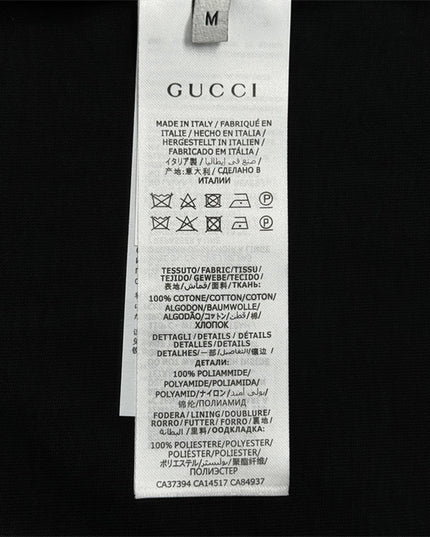 M
GUCCI
MADE IN ITALY / FABRIQUÉ EN
ITALIE / HECHO EN ITALIA /
HERGESTELLT IN ITALIEN /
FABRICADO EM ITÁLIA /
イタリア製 / صنع في إيطاليا /
产地:意大利 / СДЕЛАНО В
ИТАЛИИ
P
P
TESSUTO/FABRIC/TISSU/
TEJIDO/GEWEBE/TECIDO/
表地/قماش/面料/ТКАНЬ:
100% COTONE/COTTON/COTON/
ALGODON/BAUMWOLLE/
ALGODÃO/コットン/قطن/棉/
ХЛОПОК
DETTAGLI / DETAILS / DÉTAILS
DETALLES / DETAILS /
DETALHES/一部/التفاصيل/镶边 /
ДЕТАЛИ:
100% POLIAMMIDE/
POLYAMIDE/POLIAMIDA/
POLYAMID/ナイロン/بولي أميد/
锦纶/ПОЛИАМИД
FODERA / LINING / DOUBLURE/
FORRO/FUTTER / FORRO/裏地/
البطانة / 里料 / ООДКЛАДКА:
100% POLIESTERE/POLYESTER/
POLIÉSTER/POLIESTER/
ポリエステル/بوليستر/聚酯纤维/
ПОЛИЭСТЕР
CA37394 CA14517 CA84937